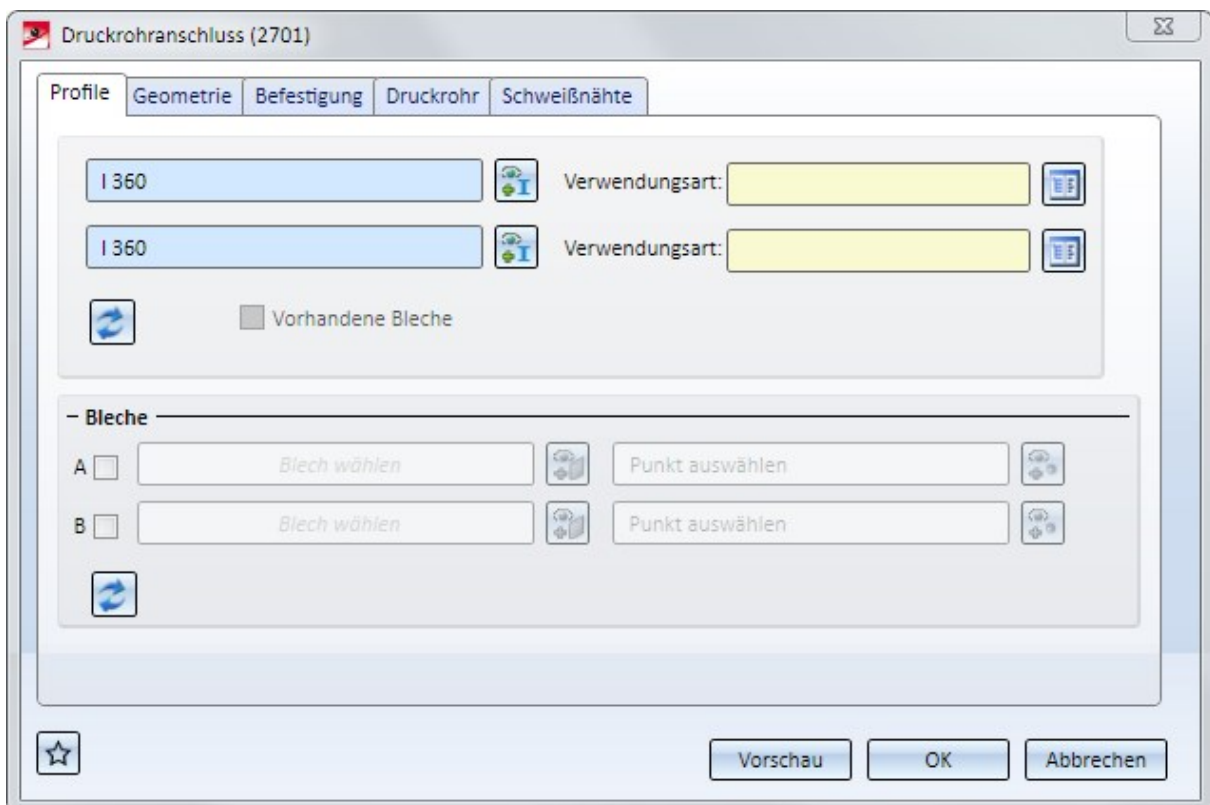 Druckrohranschluss (2701)
Profile Geometrie Befestigung Druckrohr Schweißnähte
I 360 Verwendungsart:
I 360 Verwendungsart:
Vorhandene Bleche
– Bleche
A Blech wählen Punkt auswählen
B Blech wählen Punkt auswählen
Vorschau OK Abbrechen